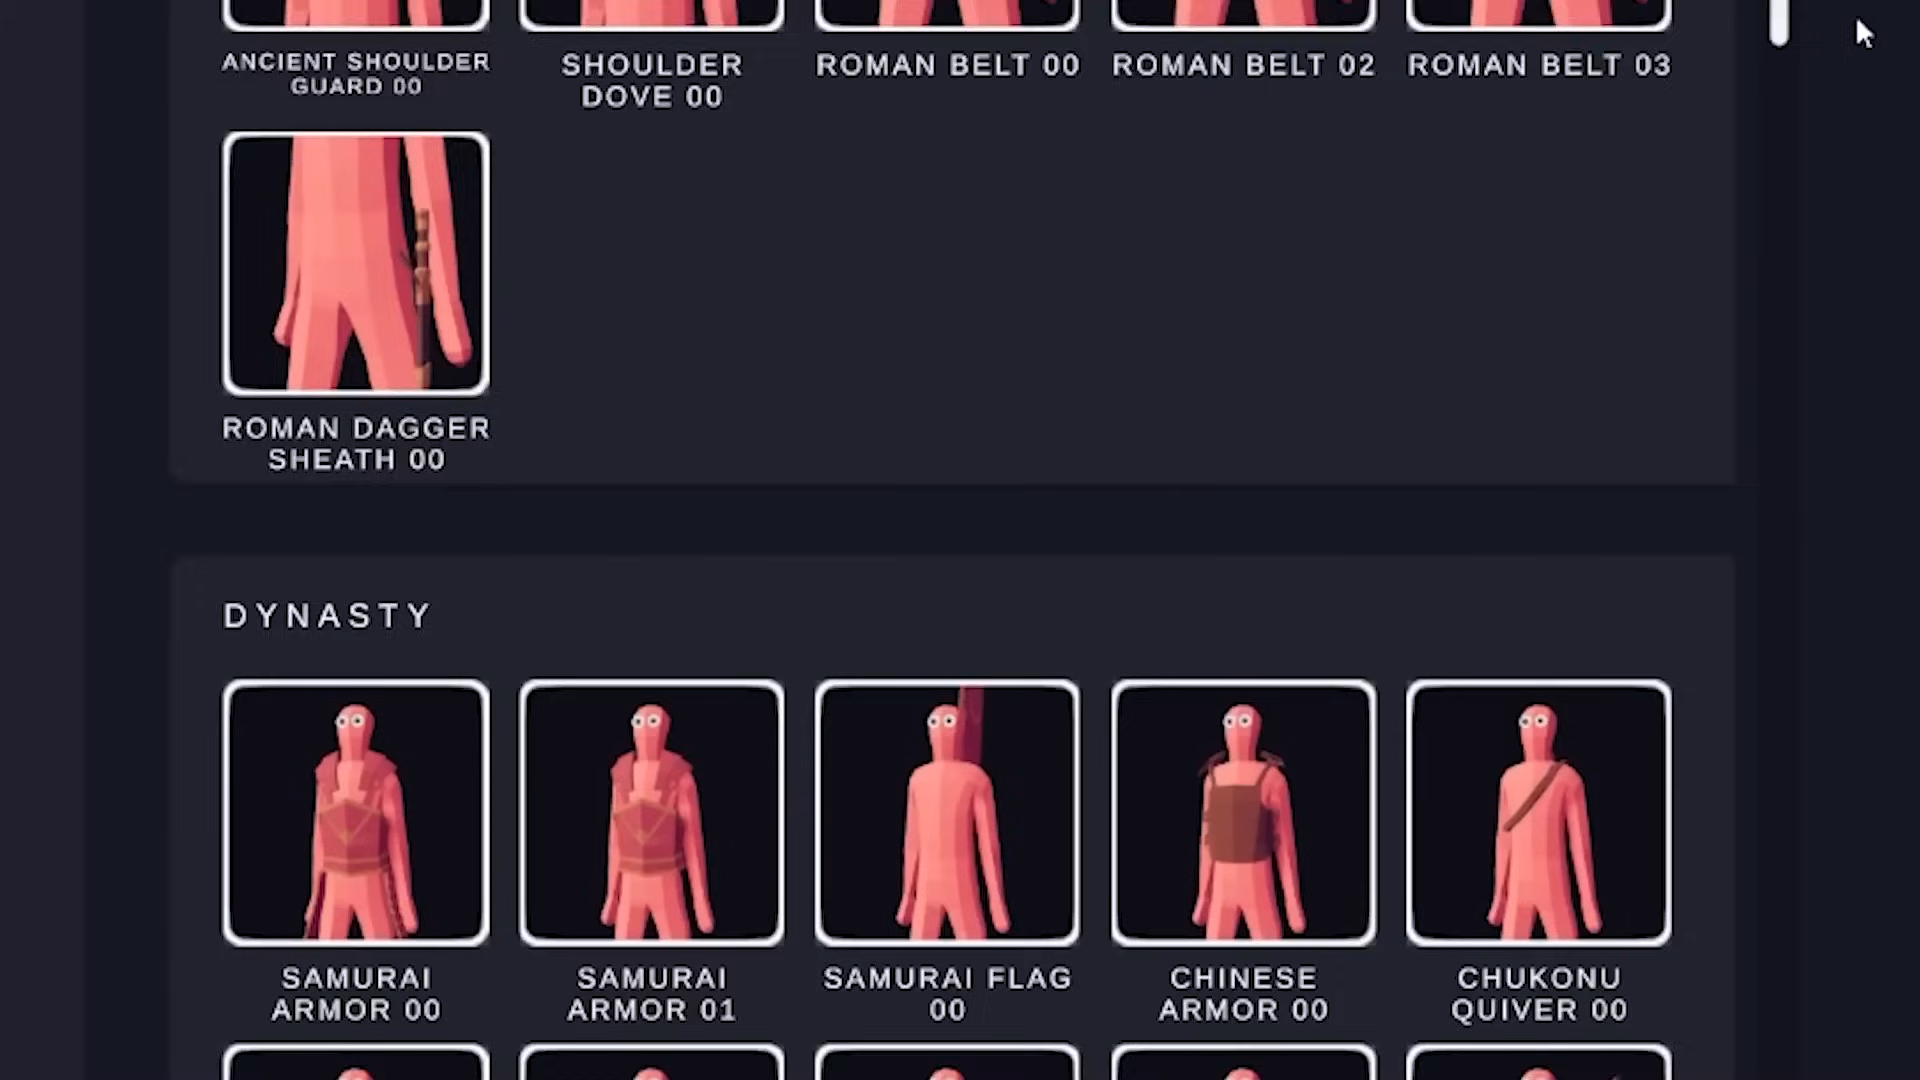 ANCIENT SHOULDER
GUARD 00
SHOULDER
DOVE 00
ROMAN BELT 00
ROMAN BELT 02
ROMAN BELT 03
ROMAN DAGGER
SHEATH 00
DYNASTY
SAMURAI
ARMOR 00
SAMURAI
ARMOR 01
SAMURAI FLAG
00
CHINESE
ARMOR 00
CHUKONU
QUIVER 00